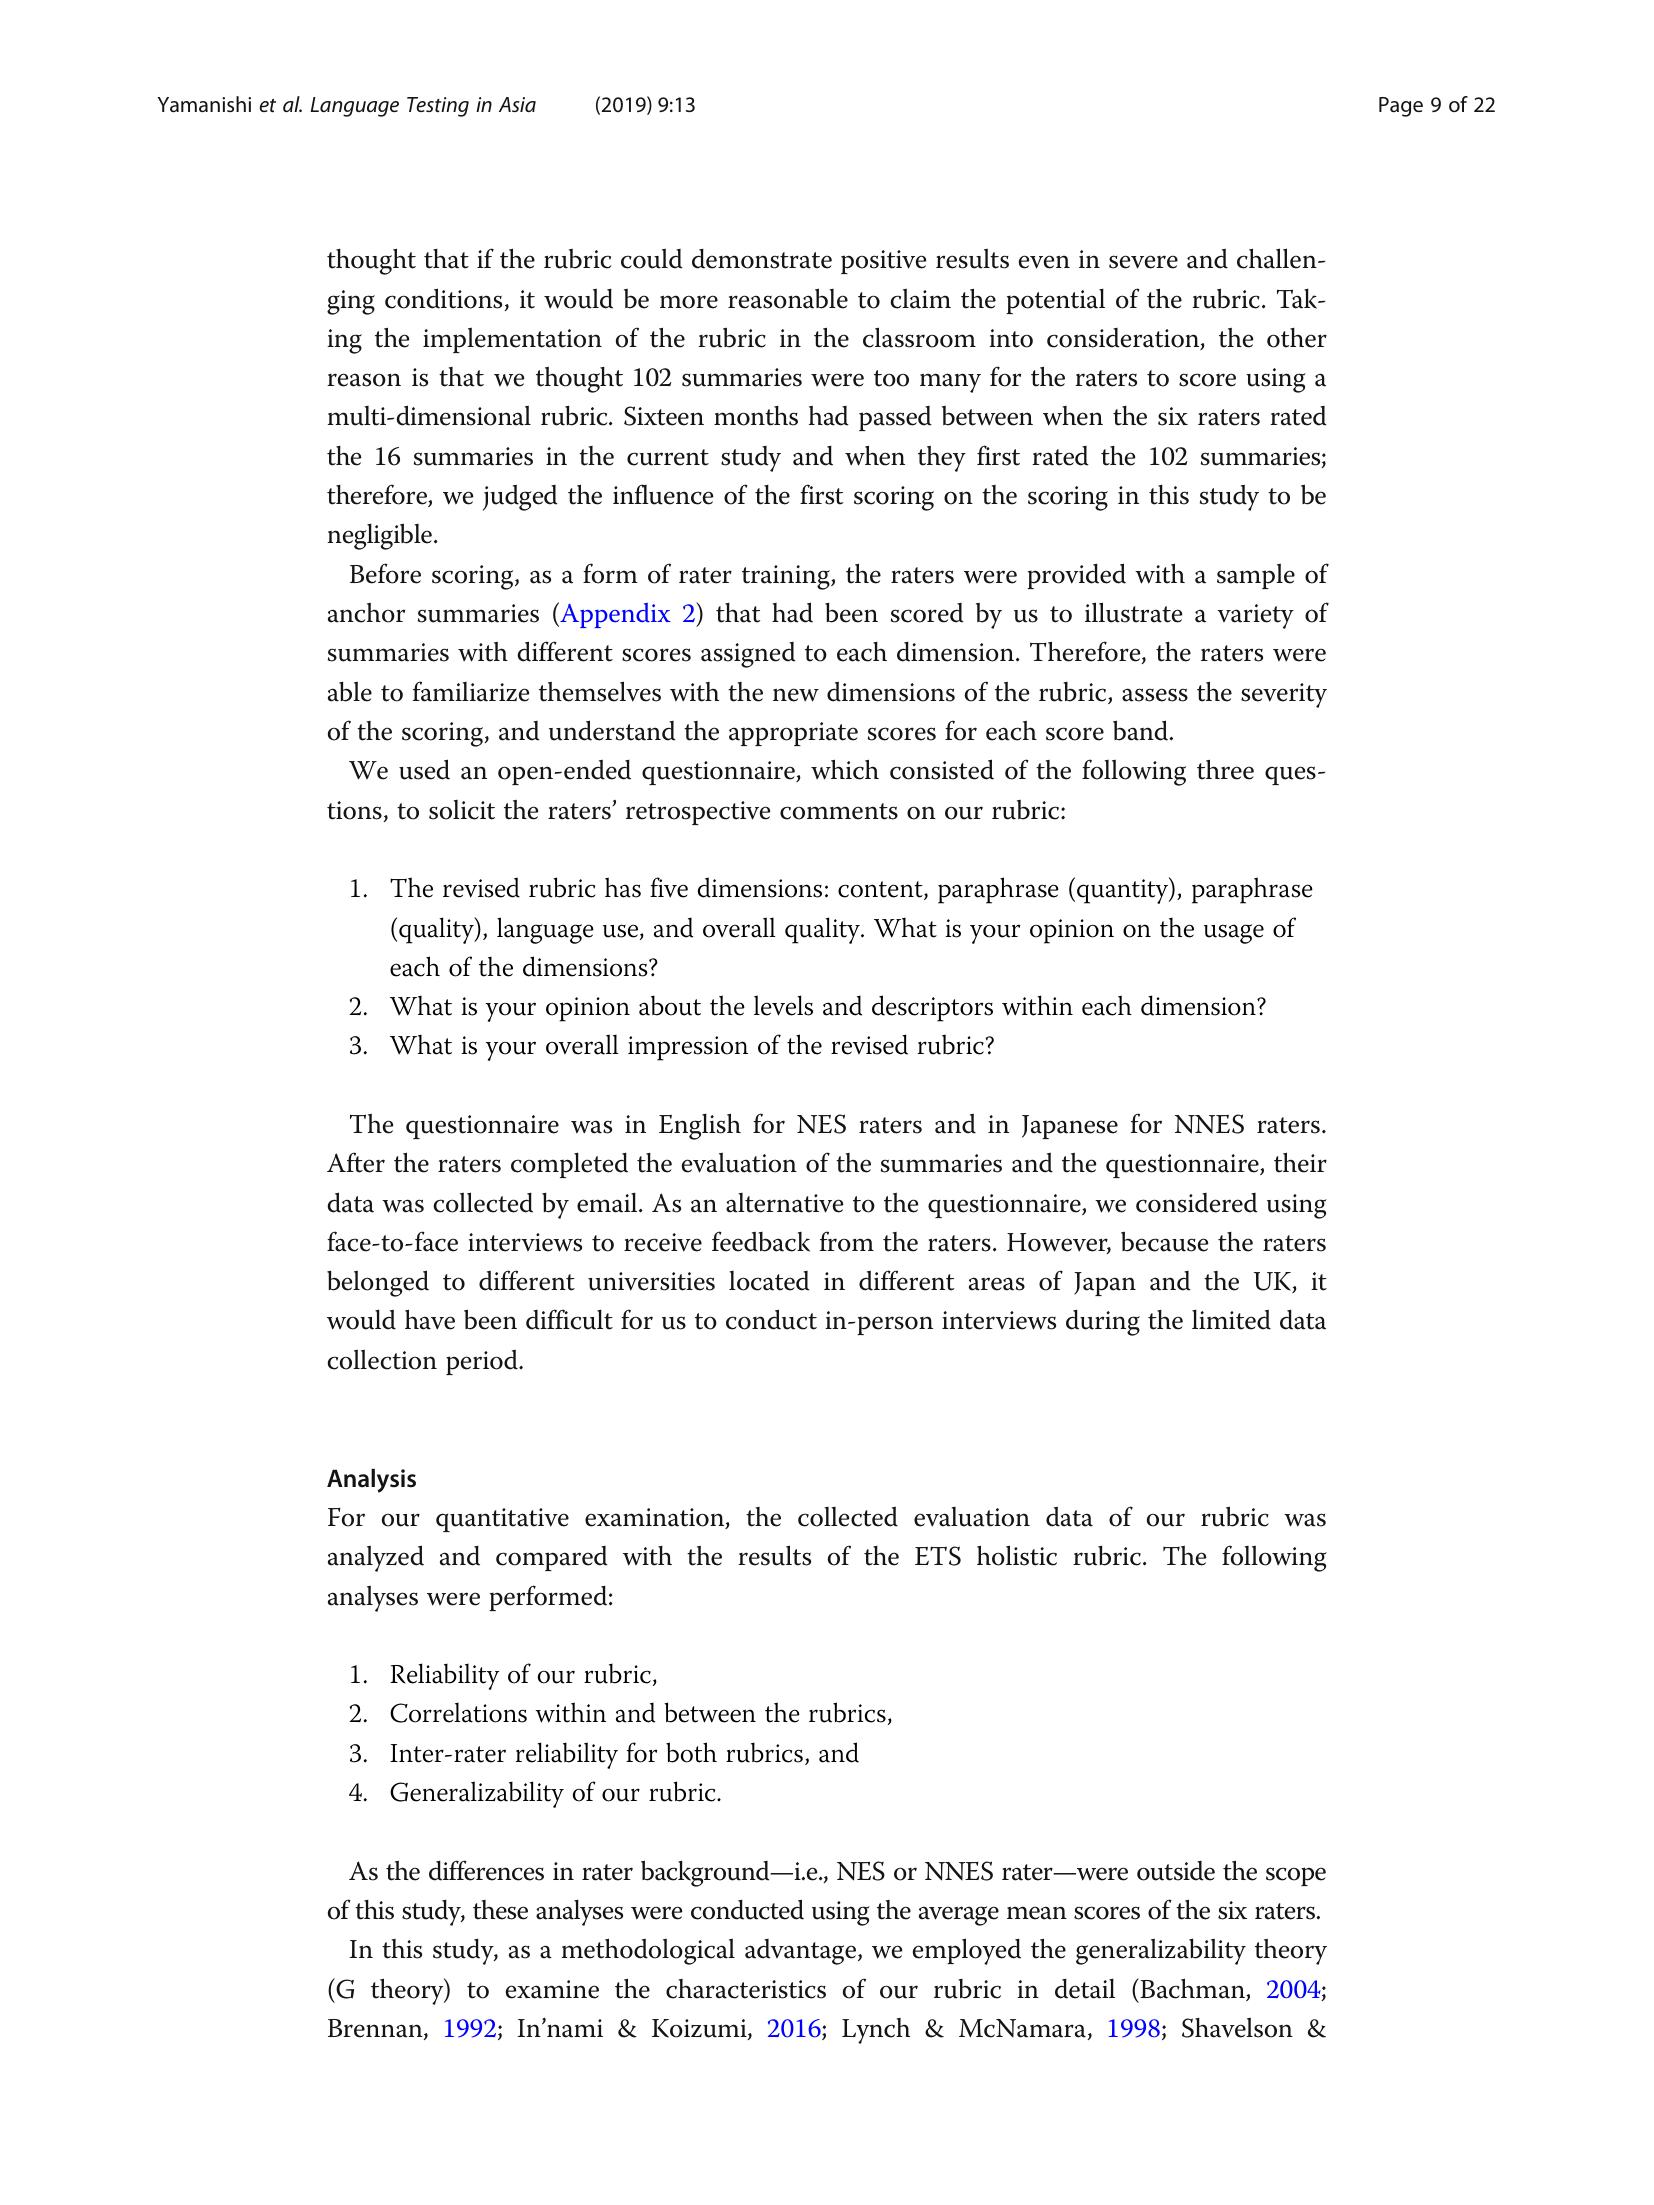 Yamanishi et al. Language Testing in Asia (2019) 9:13 Page 9 of 22
thought that if the rubric could demonstrate positive results even in severe and challen-
ging conditions, it would be more reasonable to claim the potential of the rubric. Tak-
ing the implementation of the rubric in the classroom into consideration, the other
reason is that we thought 102 summaries were too many for the raters to score using a
multi-dimensional rubric. Sixteen months had passed between when the six raters rated
the 16 summaries in the current study and when they first rated the 102 summaries;
therefore, we judged the influence of the first scoring on the scoring in this study to be
negligible.
Before scoring, as a form of rater training, the raters were provided with a sample of
anchor summaries (Appendix 2) that had been scored by us to illustrate a variety of
summaries with different scores assigned to each dimension. Therefore, the raters were
able to familiarize themselves with the new dimensions of the rubric, assess the severity
of the scoring, and understand the appropriate scores for each score band.
We used an open-ended questionnaire, which consisted of the following three ques-
tions, to solicit the raters’ retrospective comments on our rubric:
1. The revised rubric has five dimensions: content, paraphrase (quantity), paraphrase
(quality), language use, and overall quality. What is your opinion on the usage of
each of the dimensions?
2. What is your opinion about the levels and descriptors within each dimension?
3. What is your overall impression of the revised rubric?
The questionnaire was in English for NES raters and in Japanese for NNES raters.
After the raters completed the evaluation of the summaries and the questionnaire, their
data was collected by email. As an alternative to the questionnaire, we considered using
face-to-face interviews to receive feedback from the raters. However, because the raters
belonged to different universities located in different areas of Japan and the UK, it
would have been difficult for us to conduct in-person interviews during the limited data
collection period.
Analysis
For our quantitative examination, the collected evaluation data of our rubric was
analyzed and compared with the results of the ETS holistic rubric. The following
analyses were performed:
1. Reliability of our rubric,
2. Correlations within and between the rubrics,
3. Inter-rater reliability for both rubrics, and
4. Generalizability of our rubric.
As the differences in rater background—i.e., NES or NNES rater—were outside the scope
of this study, these analyses were conducted using the average mean scores of the six raters.
In this study, as a methodological advantage, we employed the generalizability theory
(G theory) to examine the characteristics of our rubric in detail (Bachman, 2004;
Brennan, 1992; In’nami & Koizumi, 2016; Lynch & McNamara, 1998; Shavelson &